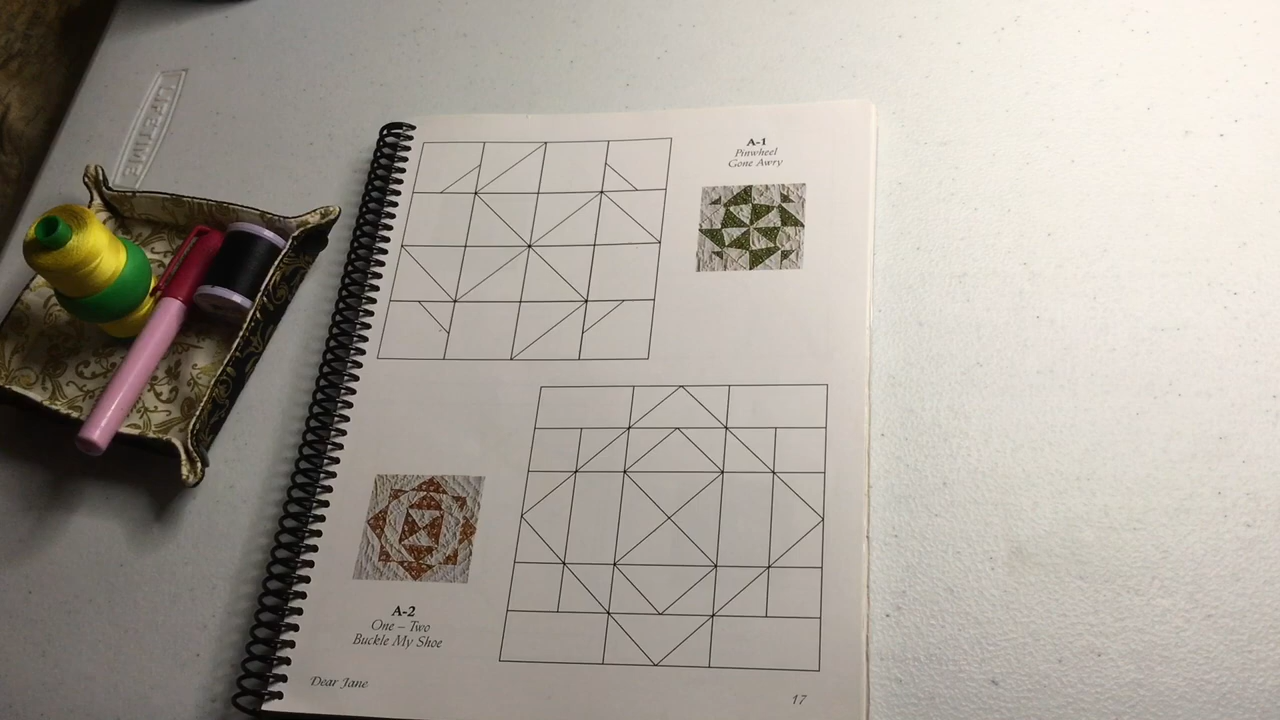 LIFETIME
A-1
Pinwheel
Gone Awry
A-2
One – Two
Buckle My Shoe
Dear Jane
17